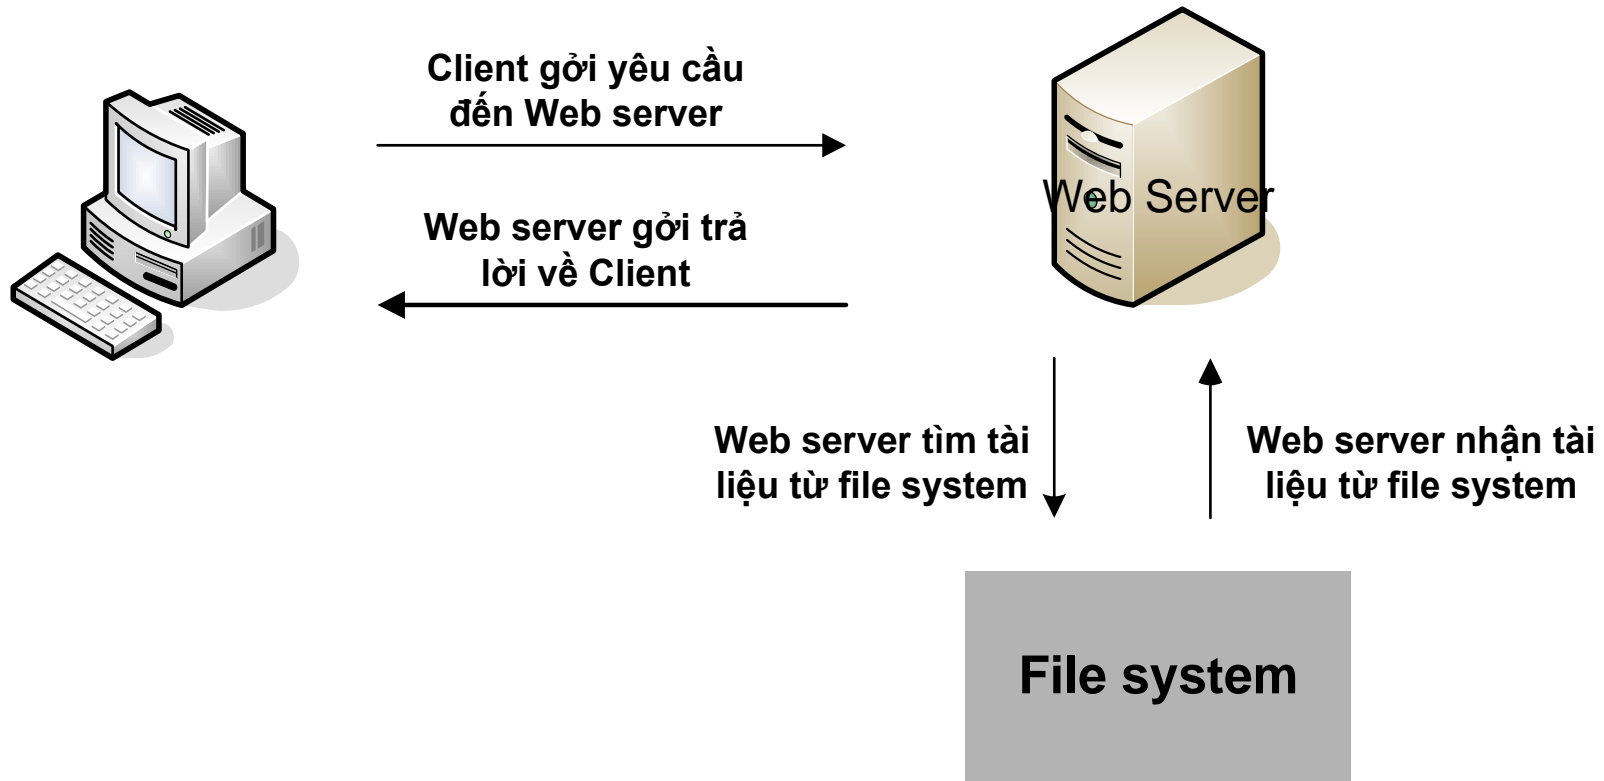 Client gởi yêu cầu
đến Web server
Web server gởi trả
lời về Client
Web Server
Web server tìm tài
liệu từ file system
Web server nhận tài
liệu từ file system
File system